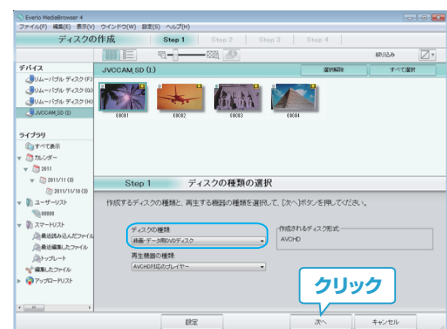 Everio MediaBrowser 4
ファイル(F) 編集(E) 表示(V) ウインドウ(W) 設定(S) ヘルプ(H)
ディスクの作成 Step 1 Step 2 Step 3 Step 4
絞り込み
デバイス
JVCCAM_SD (I:) 選択解除 すべて選択
リムーバブル ディスク(F:)
リムーバブル ディスク(G:)
リムーバブル ディスク(H:)
JVCCAM_SD (I:)
00001 00002 00003 00004
ライブラリ
すべて表示
カレンダー
2011
2011/11 (3)
2011/11/18 (3)
ユーザーリスト
00000
スマートリスト
最近読み込んだファイル
最近編集したファイル
トップレート
編集したファイル
アップロードリスト
Step 1 ディスクの種類の選択
作成するディスクの種類と、再生する機器の種類を選択して、[次へ]ボタンを押してください。
ディスクの種類
録画・データ用DVDディスク
作成されるディスク形式
AVCHD
再生機器の種類
AVCHD対応のプレイヤー
クリック
設定 次へ キャンセル